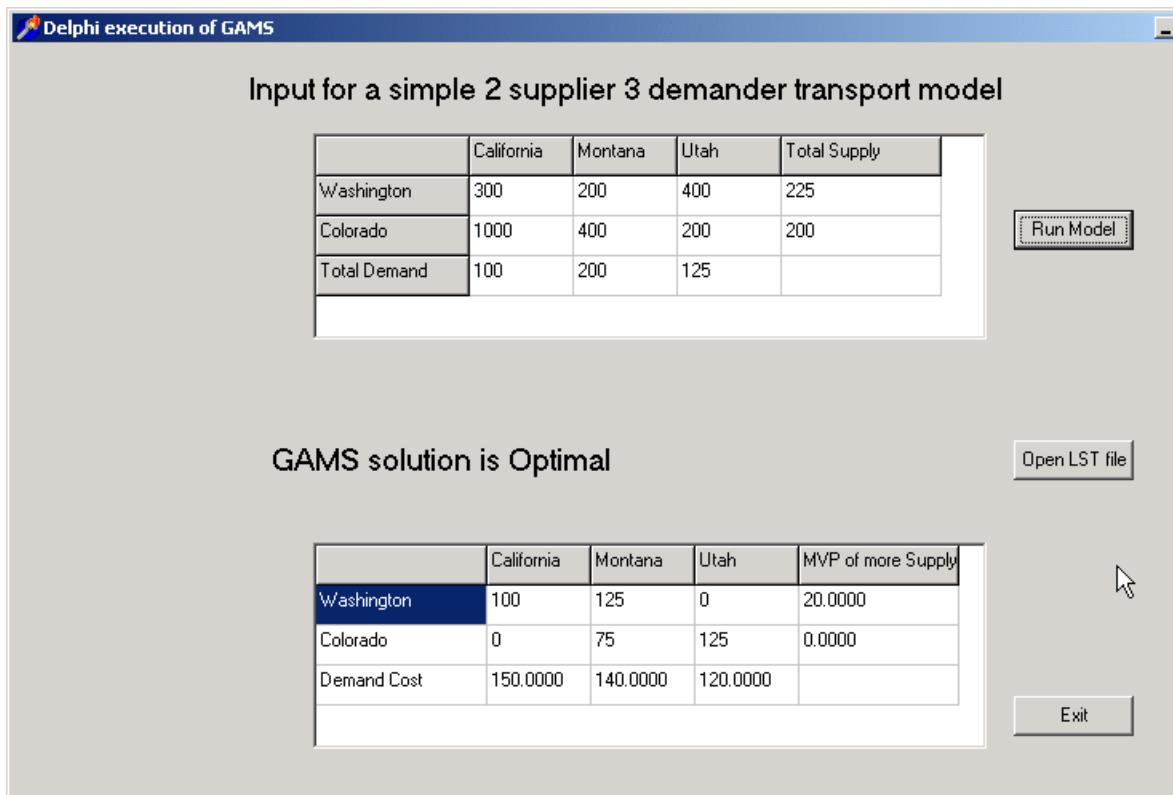 Delphi execution of GAMS
Input for a simple 2 supplier 3 demander transport model
California Montana Utah Total Supply
Washington 300 200 400 225
Colorado 1000 400 200 200
Total Demand 100 200 125
Run Model
GAMS solution is Optimal
Open LST file
California Montana Utah MVP of more Supply
Washington 100 125 0 20.0000
Colorado 0 75 125 0.0000
Demand Cost 150.0000 140.0000 120.0000
Exit